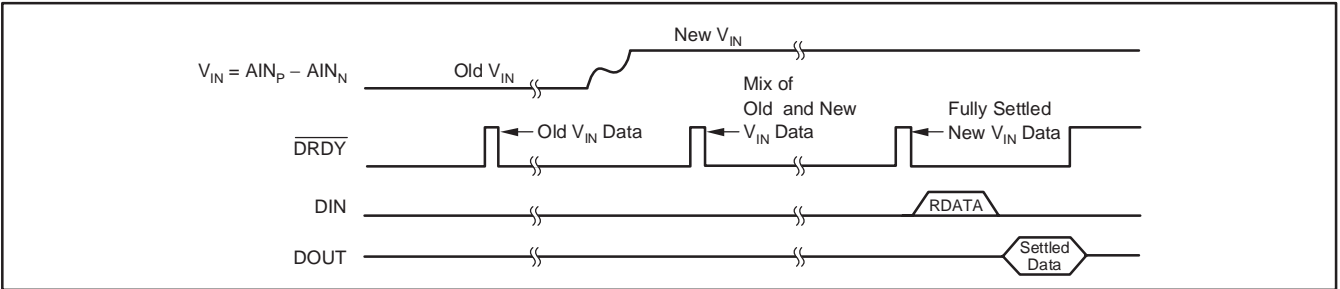 New V_IN
V_IN = AIN_P − AIN_N
Old V_IN
Mix of
Old and New
V_IN Data
Fully Settled
New V_IN Data
DRDY
Old V_IN Data
DIN
RDATA
DOUT
Settled
Data